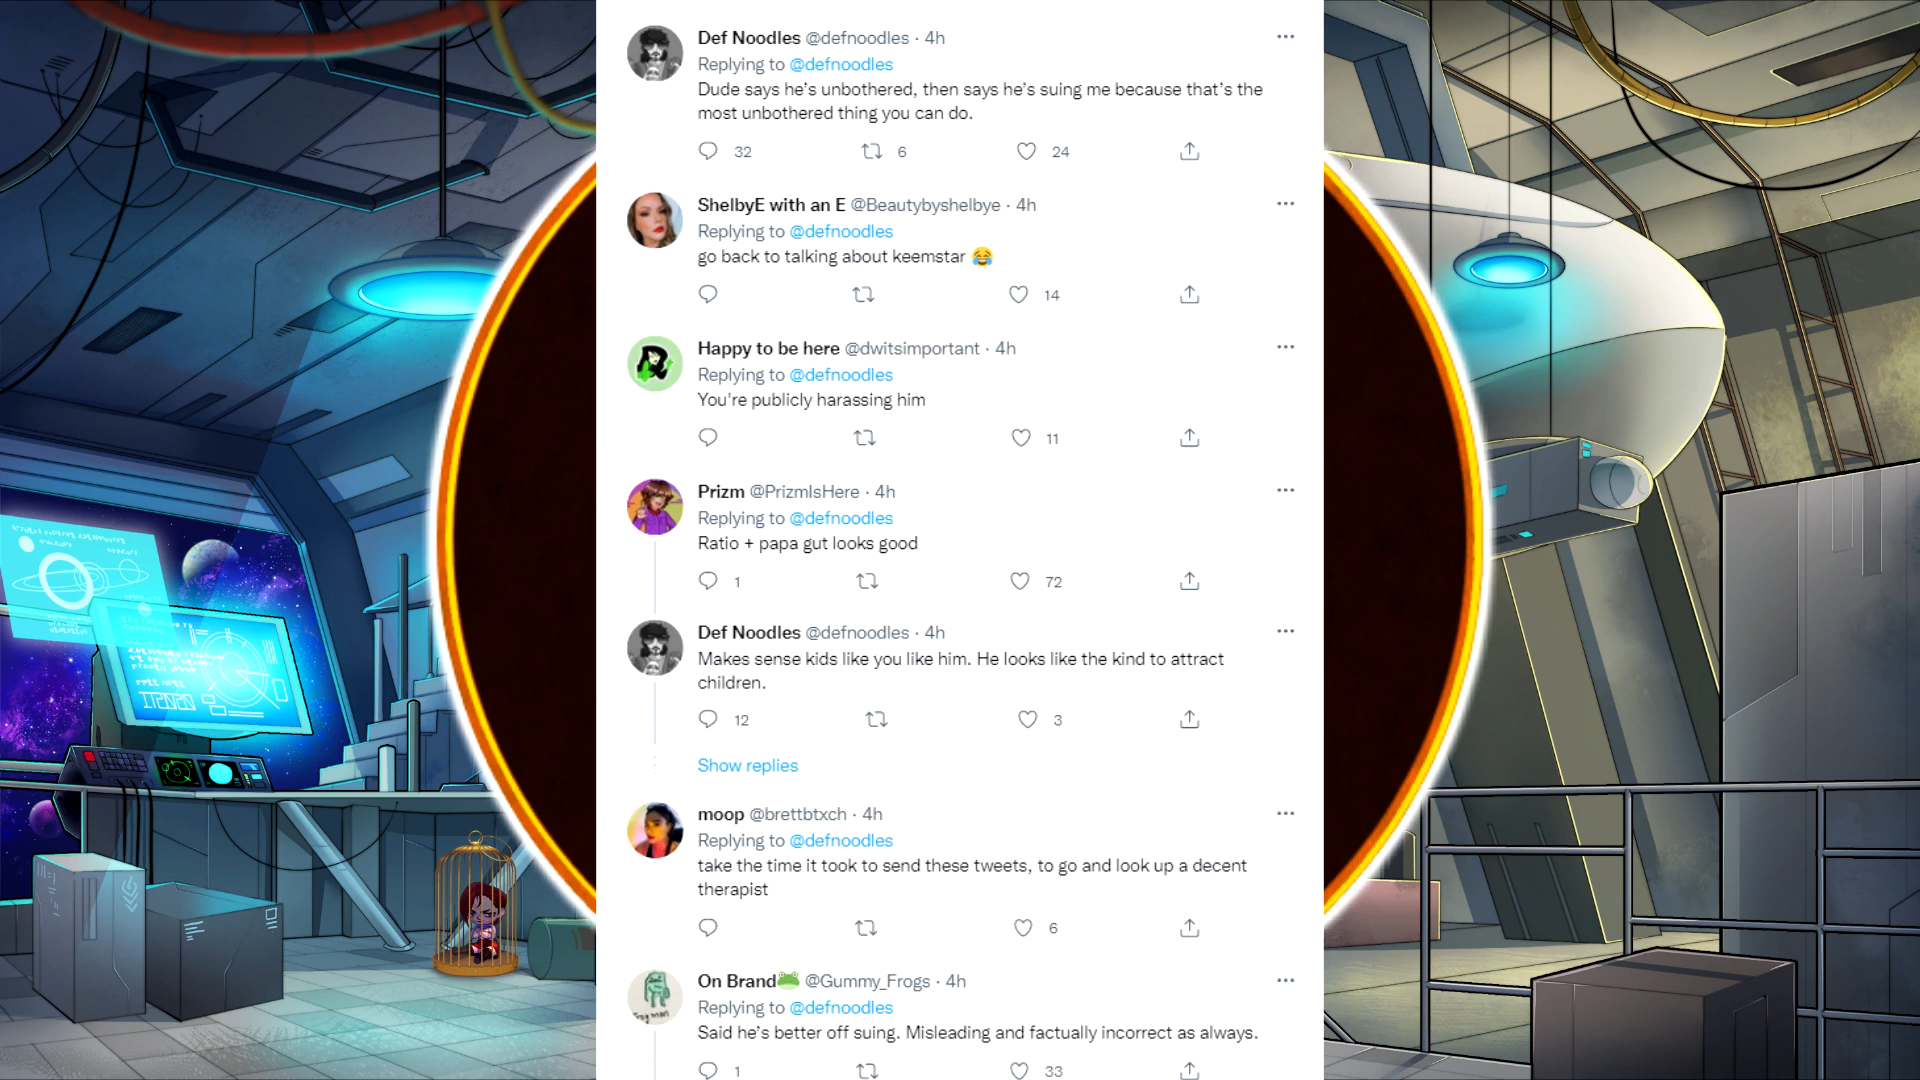 Def Noodles @defnoodles · 4h
Replying to @defnoodles
Dude says he’s unbothered, then says he’s suing me because that’s the
most unbothered thing you can do.
32 6 24
ShelbyE with an E @Beautybyshelbye · 4h
Replying to @defnoodles
go back to talking about keemstar 😂
14
Happy to be here @dwitsimportant · 4h
Replying to @defnoodles
You're publicly harassing him
11
Prizm @PrizmIsHere · 4h
Replying to @defnoodles
Ratio + papa gut looks good
1 72
Def Noodles @defnoodles · 4h
Makes sense kids like you like him. He looks like the kind to attract
children.
12 3
Show replies
moop @brettbtxch · 4h
Replying to @defnoodles
take the time it took to send these tweets, to go and look up a decent
therapist
6
On Brand🐸 @Gummy_Frogs · 4h
Replying to @defnoodles
Said he’s better off suing. Misleading and factually incorrect as always.
1 33